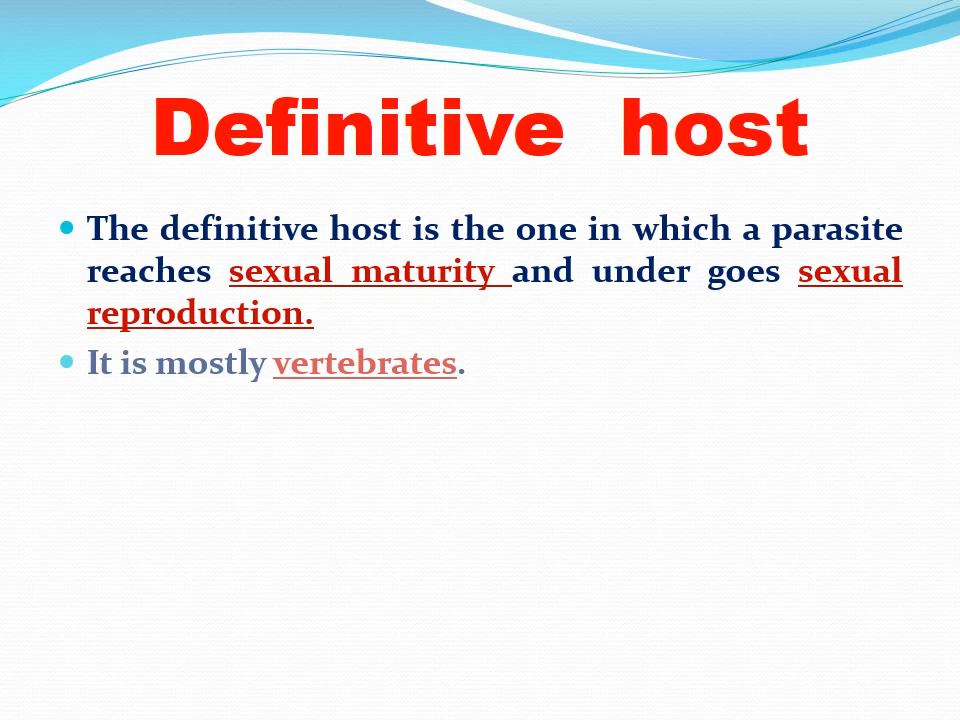 Definitive host
The definitive host is the one in which a parasite
reaches sexual maturity and under goes sexual
reproduction.
It is mostly vertebrates.